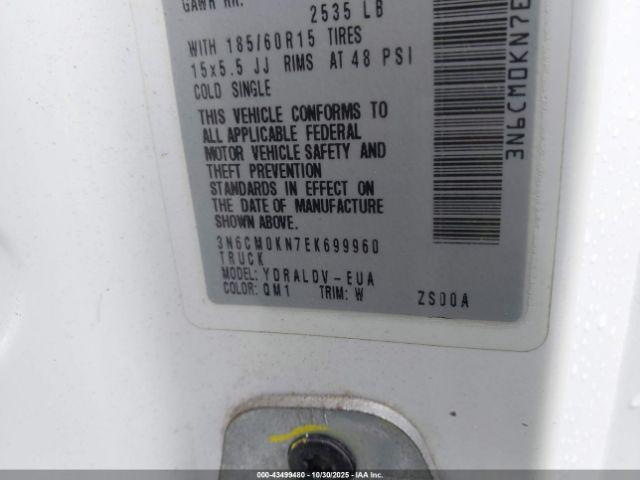 GAWR RR:
2535 LB
WITH 185/60R15 TIRES
15x5.5 JJ RIMS AT 48 PSI
COLD SINGLE
THIS VEHICLE CONFORMS TO
ALL APPLICABLE FEDERAL
MOTOR VEHICLE SAFETY AND
THEFT PREVENTION
STANDARDS IN EFFECT ON
THE DATE OF MANUFACTURE
SHOWN ABOVE.
3N6CM0KN7EK699960
TRUCK
MODEL: YDRALDV-EUA
COLOR: QM1 TRIM: W ZS00A
3N6CM0KN7E
000-43499480 - 10/30/2025 - IAAI.com